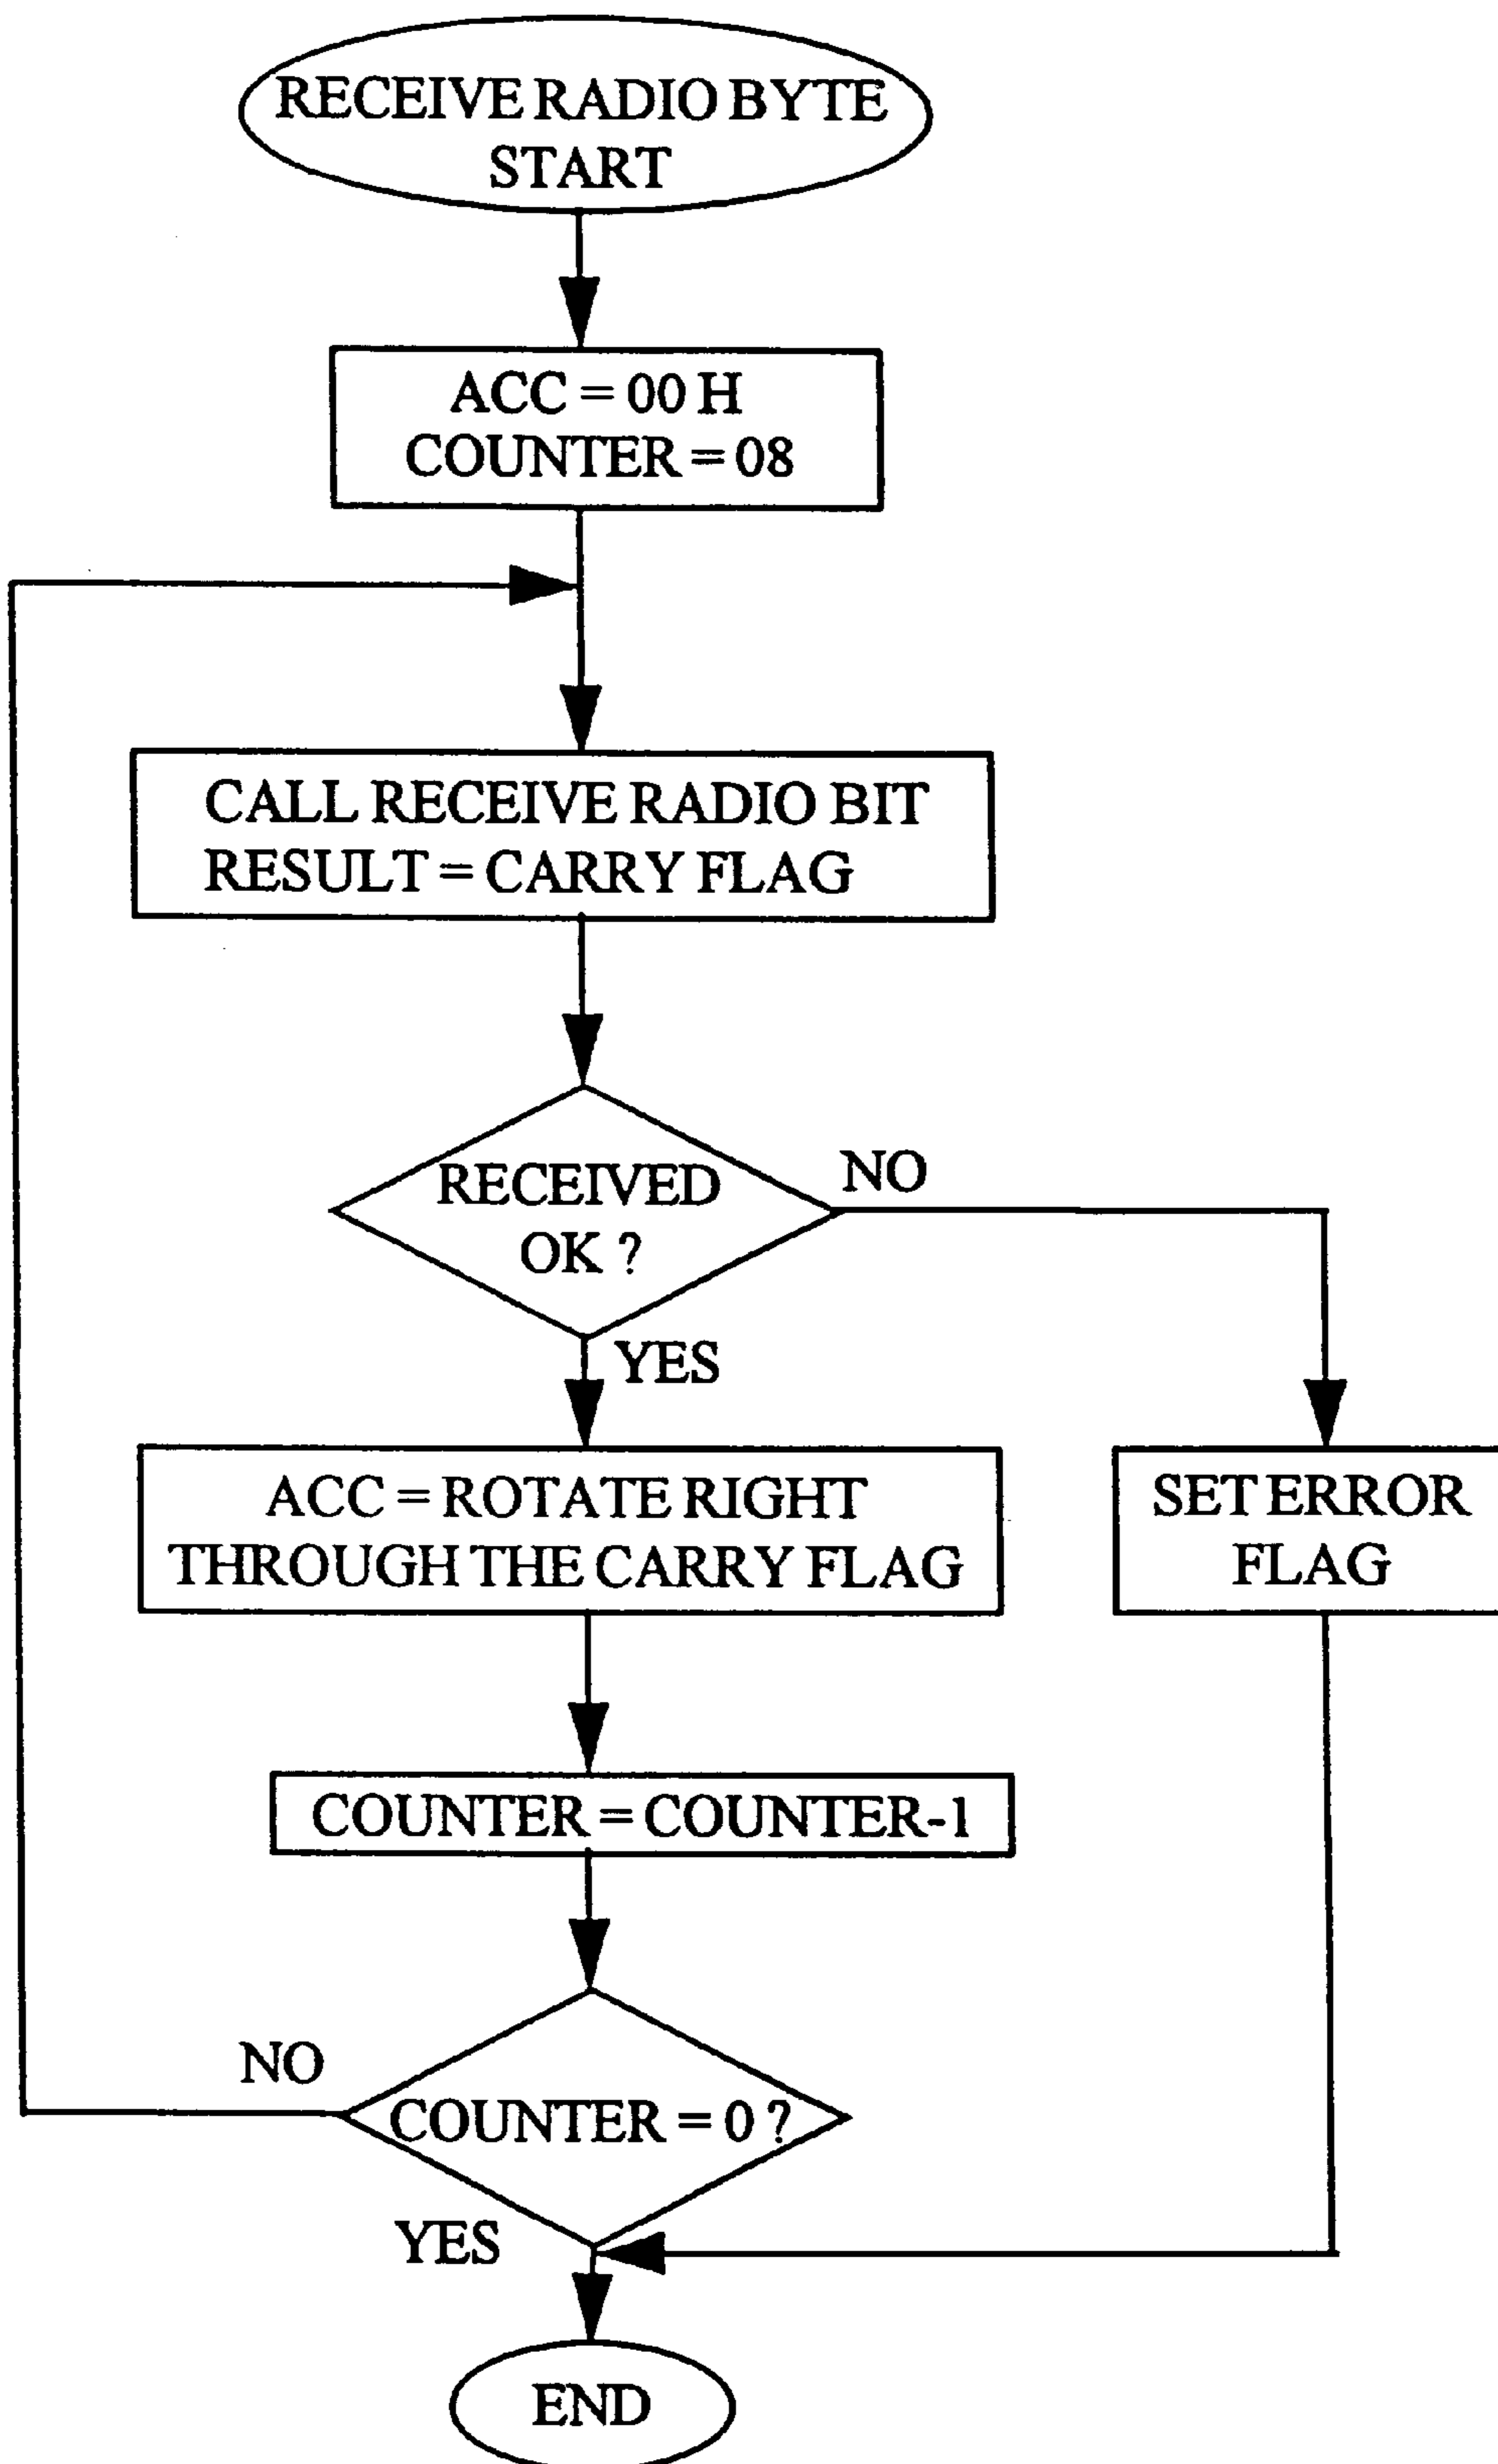 RECEIVE RADIO BYTE
START
ACC = 00 H
COUNTER = 08
CALL RECEIVE RADIO BIT
RESULT = CARRY FLAG
RECEIVED
OK ?
NO
YES
ACC = ROTATE RIGHT
THROUGH THE CARRY FLAG
SET ERROR
FLAG
COUNTER = COUNTER-1
NO
COUNTER = 0 ?
YES
END